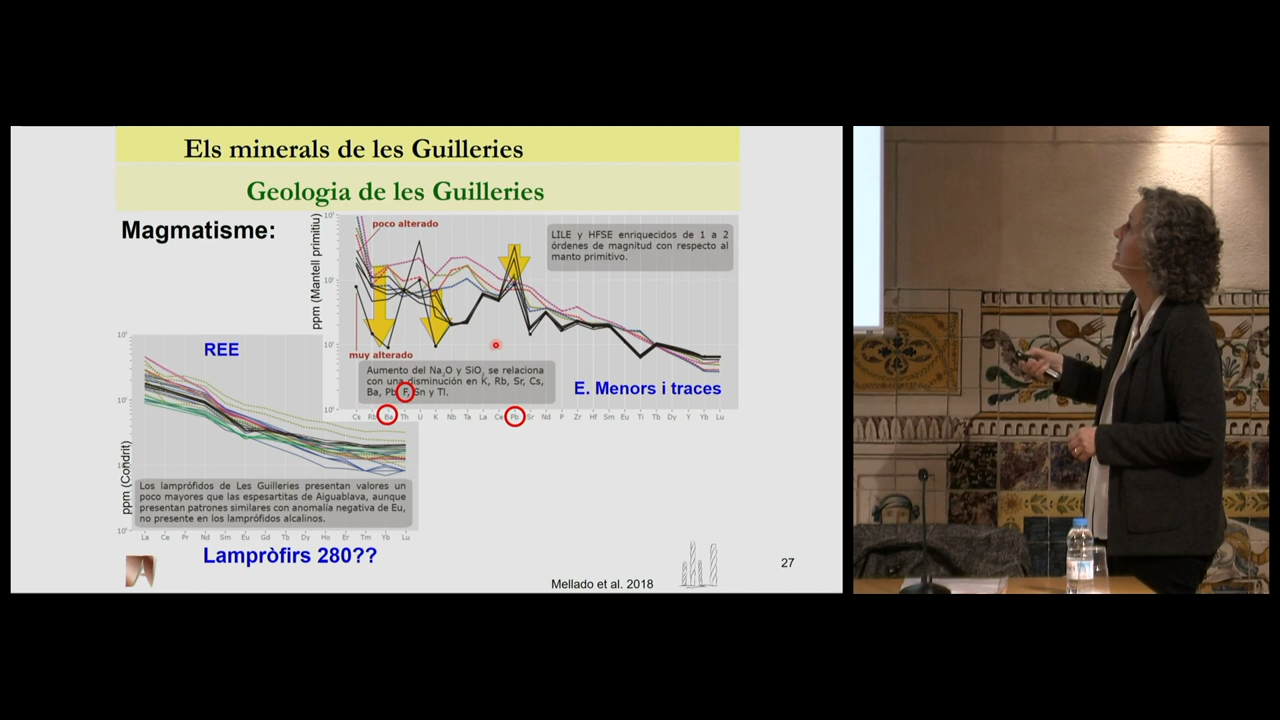 Els minerals de les Guilleries
Geologia de les Guilleries
Magmatisme:
ppm (Mantell primitiu)
poco alterado
LILE y HFSE enriquecidos de 1 a 2
órdenes de magnitud con respecto al
manto primitivo.
muy alterado
Aumento del Na₂O y SiO₂ se relaciona
con una disminución en K, Rb, Sr, Cs,
Ba, Pb, F, Sn y Tl.
E. Menors i traces
Cs Rb Ba Th U K Nb Ta La Ce Pb Sr Nd P Zr Hf Sm Eu Ti Tb Dy Y Yb Lu
REE
ppm (Condrit)
Los lamprófidos de Les Guilleries presentan valores un
poco mayores que las espesartitas de Aiguablava, aunque
presentan patrones similares con anomalía negativa de Eu,
no presente en los lamprófidos alcalinos.
La Ce Pr Nd Sm Eu Gd Tb Dy Ho Er Tm Yb Lu
Lampròfirs 280??
Mellado et al. 2018
27